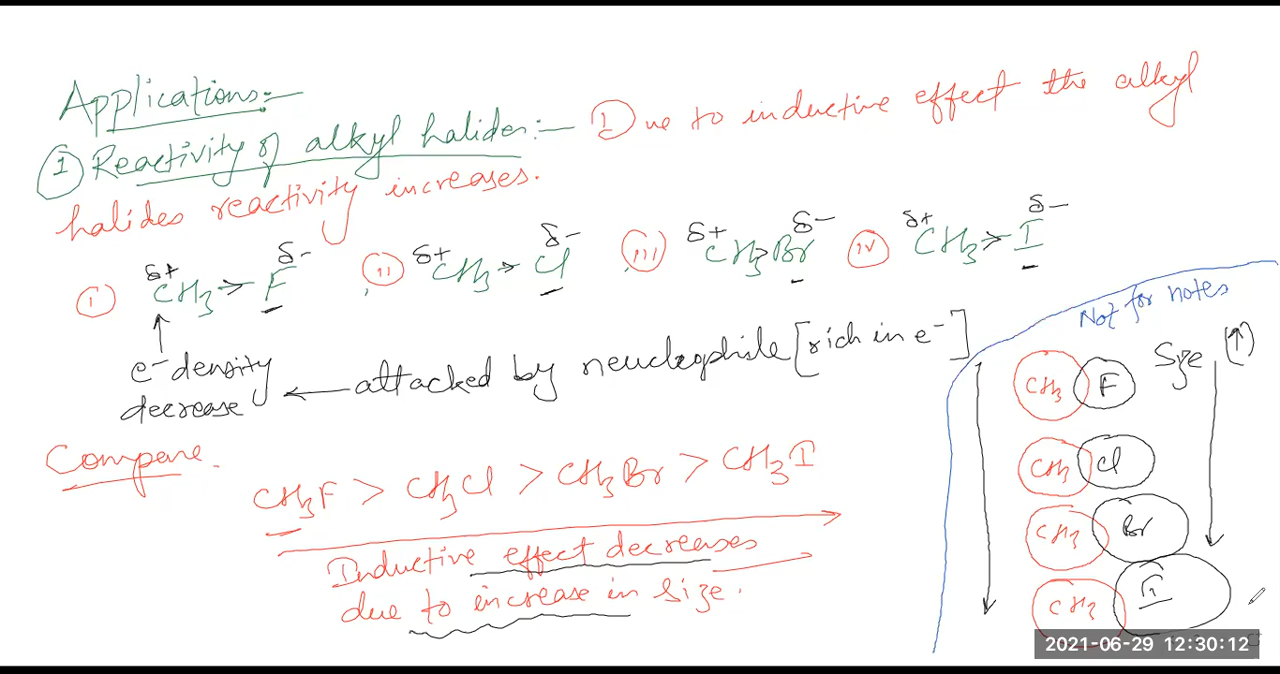 Applications:-
① Reactivity of alkyl halides:- ① Due to inductive effect the alkyl
halides reactivity increases.
i δ+ CH3 > F δ- , ii δ+ CH3 > Cl δ- , iii δ+ CH3 > Br δ- iv δ+ CH3 > I δ-
e- density
decrease ← attacked by neucleophile [rich in e-]
Compare
CH3F > CH3Cl > CH3Br > CH3I
Inductive effect decreases
due to increase in size.
Not for notes
CH3 F Size (↑)
CH3 Cl
CH3 Br
CH3 I
2021-06-29 12:30:12